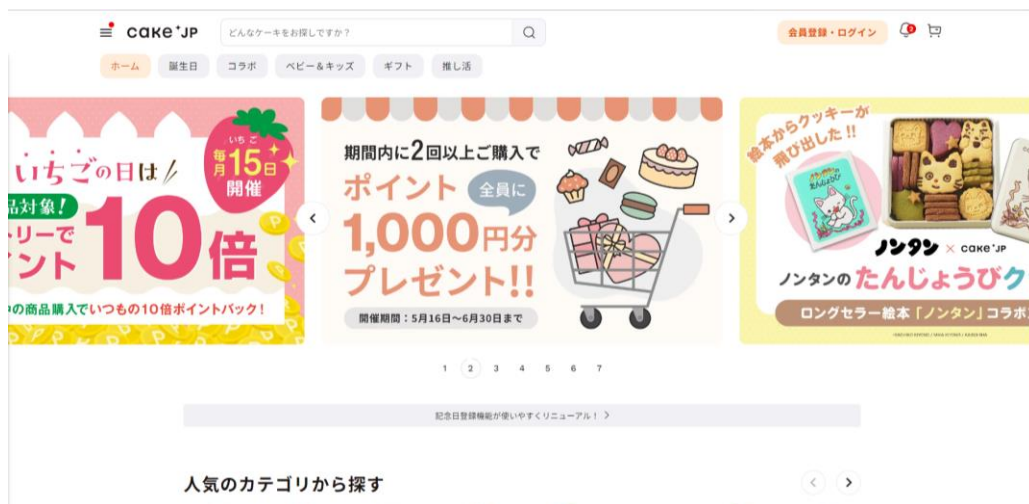 cake.jp
どんなケーキをお探しですか？
会員登録・ログイン
ホーム
誕生日
コラボ
ベビー＆キッズ
ギフト
推し活
いちごの日は
品対象！
トリーで
ント
10倍
いちご
毎月15日
開催
の商品購入でいつもの10倍ポイントバック！
期間内に2回以上ご購入で
ポイント 全員に
1,000円分
プレゼント!!
開催期間：5月16日〜6月30日まで
絵本からクッキーが
飛び出した!!
ノンタン × cake.jp
ノンタンの たんじょうびク
ロングセラー絵本「ノンタン」コラボ
1 2 3 4 5 6 7
記念日登録機能が使いやすくリニューアル！ >
人気のカテゴリから探す